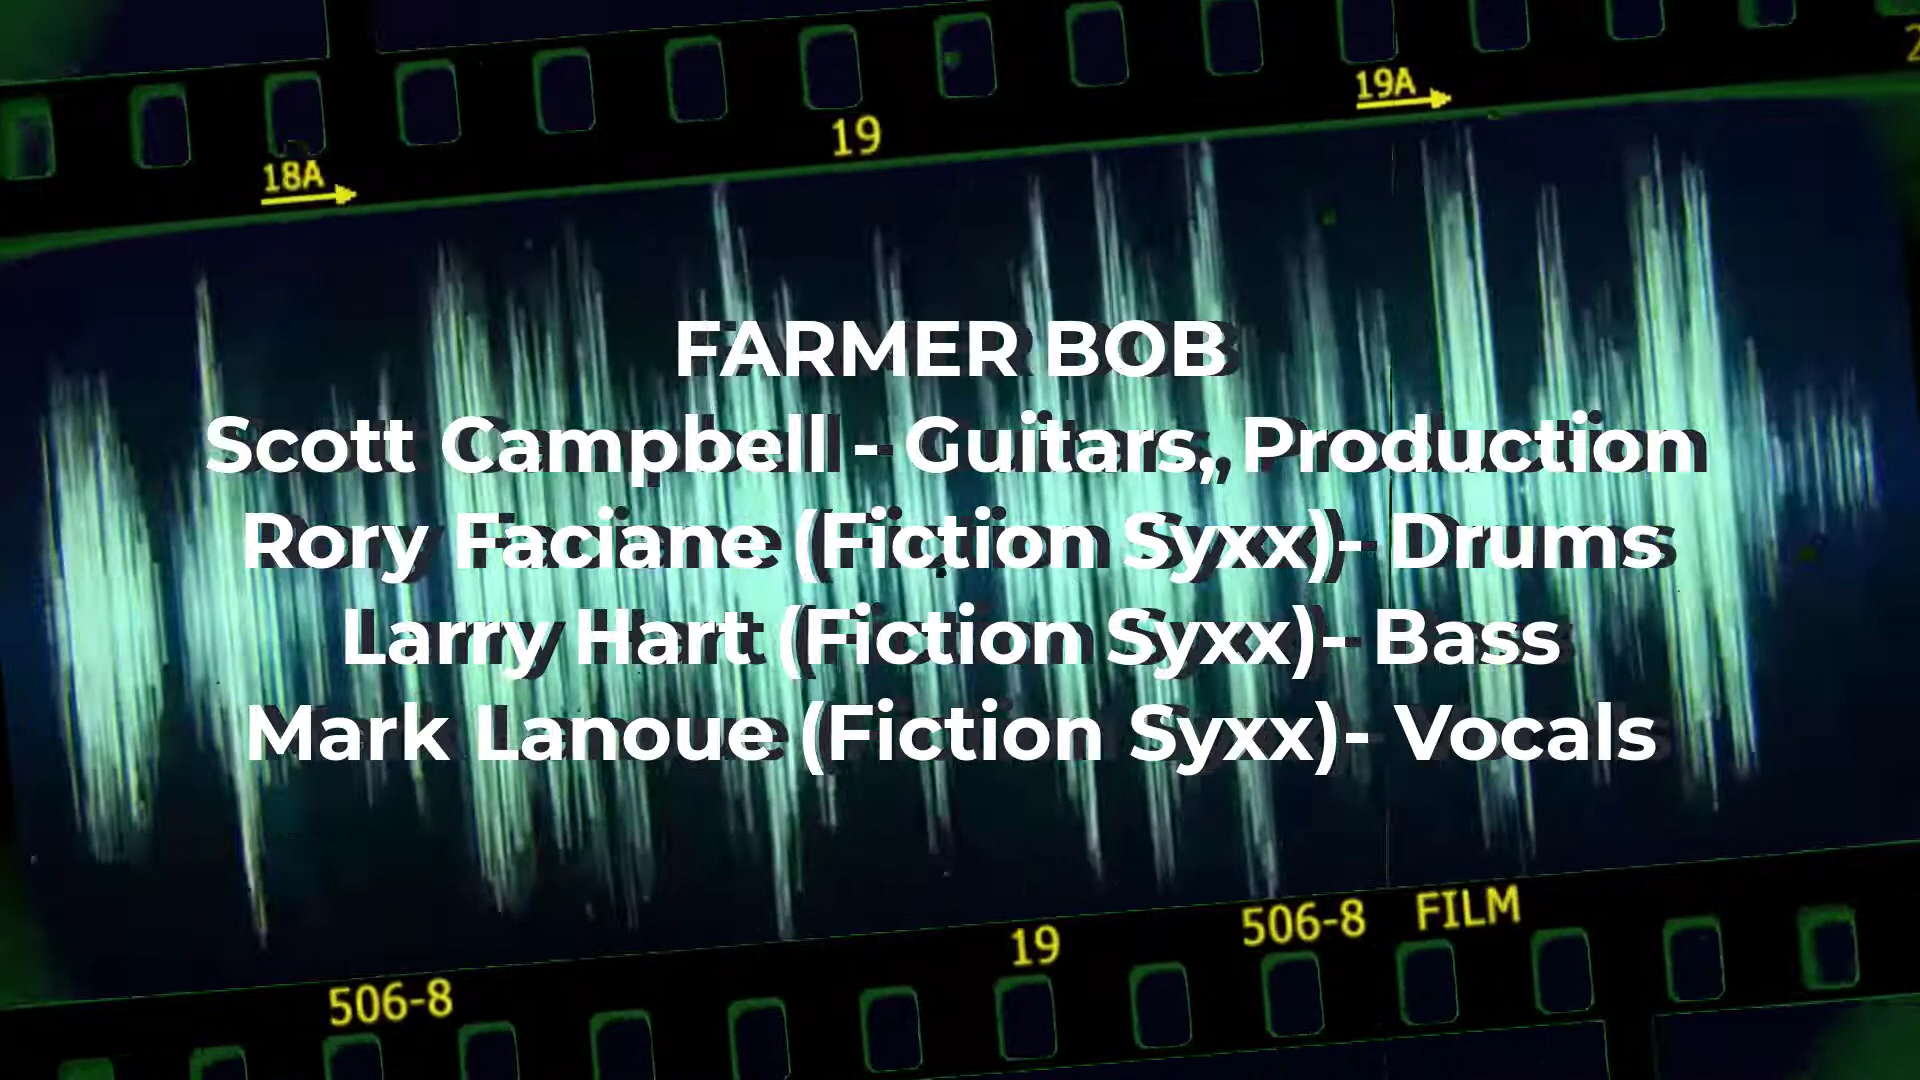 18A
19
19A
FARMER BOB
Scott Campbell - Guitars, Production
Rory Faciane (Fiction Syxx)- Drums
Larry Hart (Fiction Syxx)- Bass
Mark Lanoue (Fiction Syxx)- Vocals
506-8
19
506-8 FILM